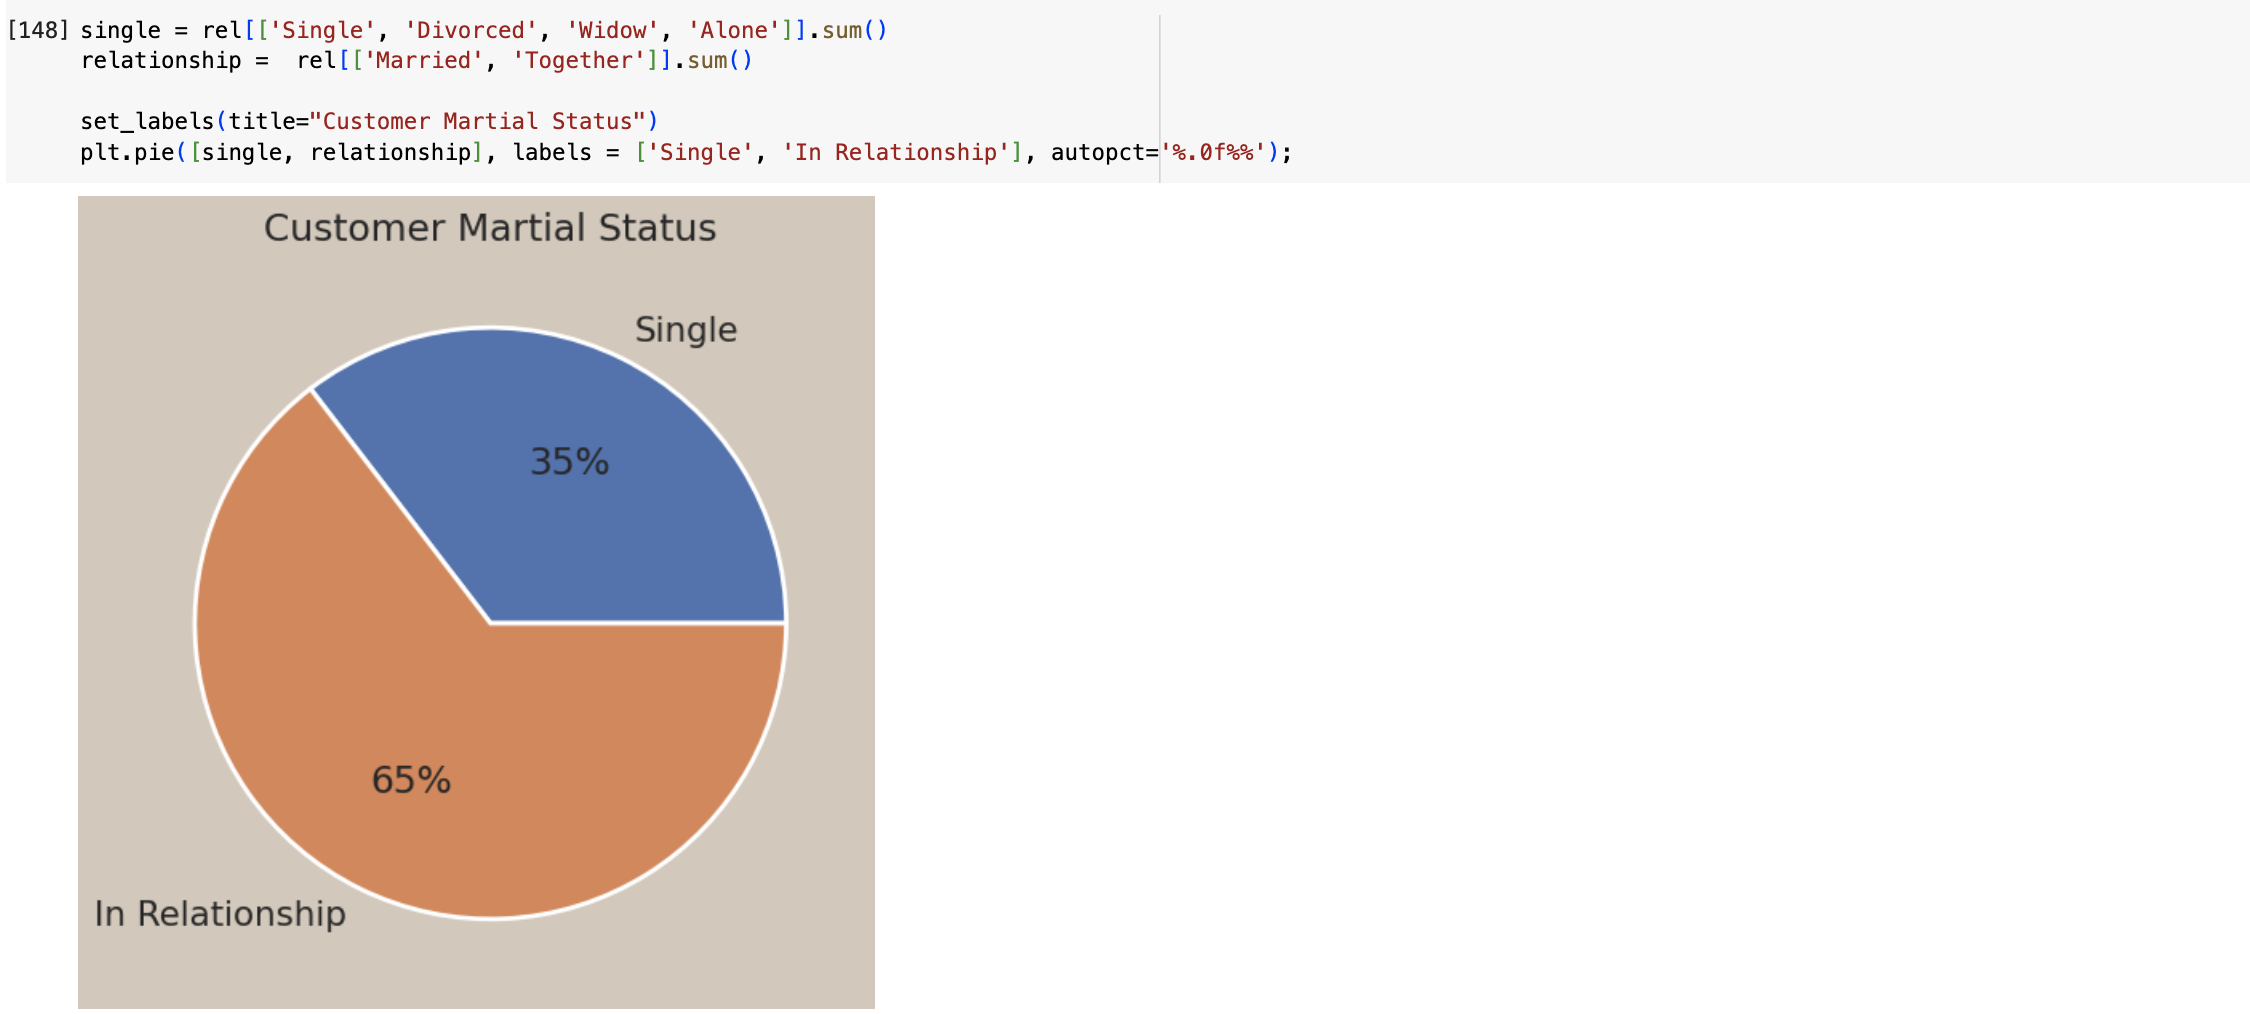 [148] single = rel[['Single', 'Divorced', 'Widow', 'Alone']].sum()
relationship =  rel[['Married', 'Together']].sum()
set_labels(title="Customer Martial Status")
plt.pie([single, relationship], labels = ['Single', 'In Relationship'], autopct='%.0f%%');
Customer Martial Status
Single
35%
65%
In Relationship